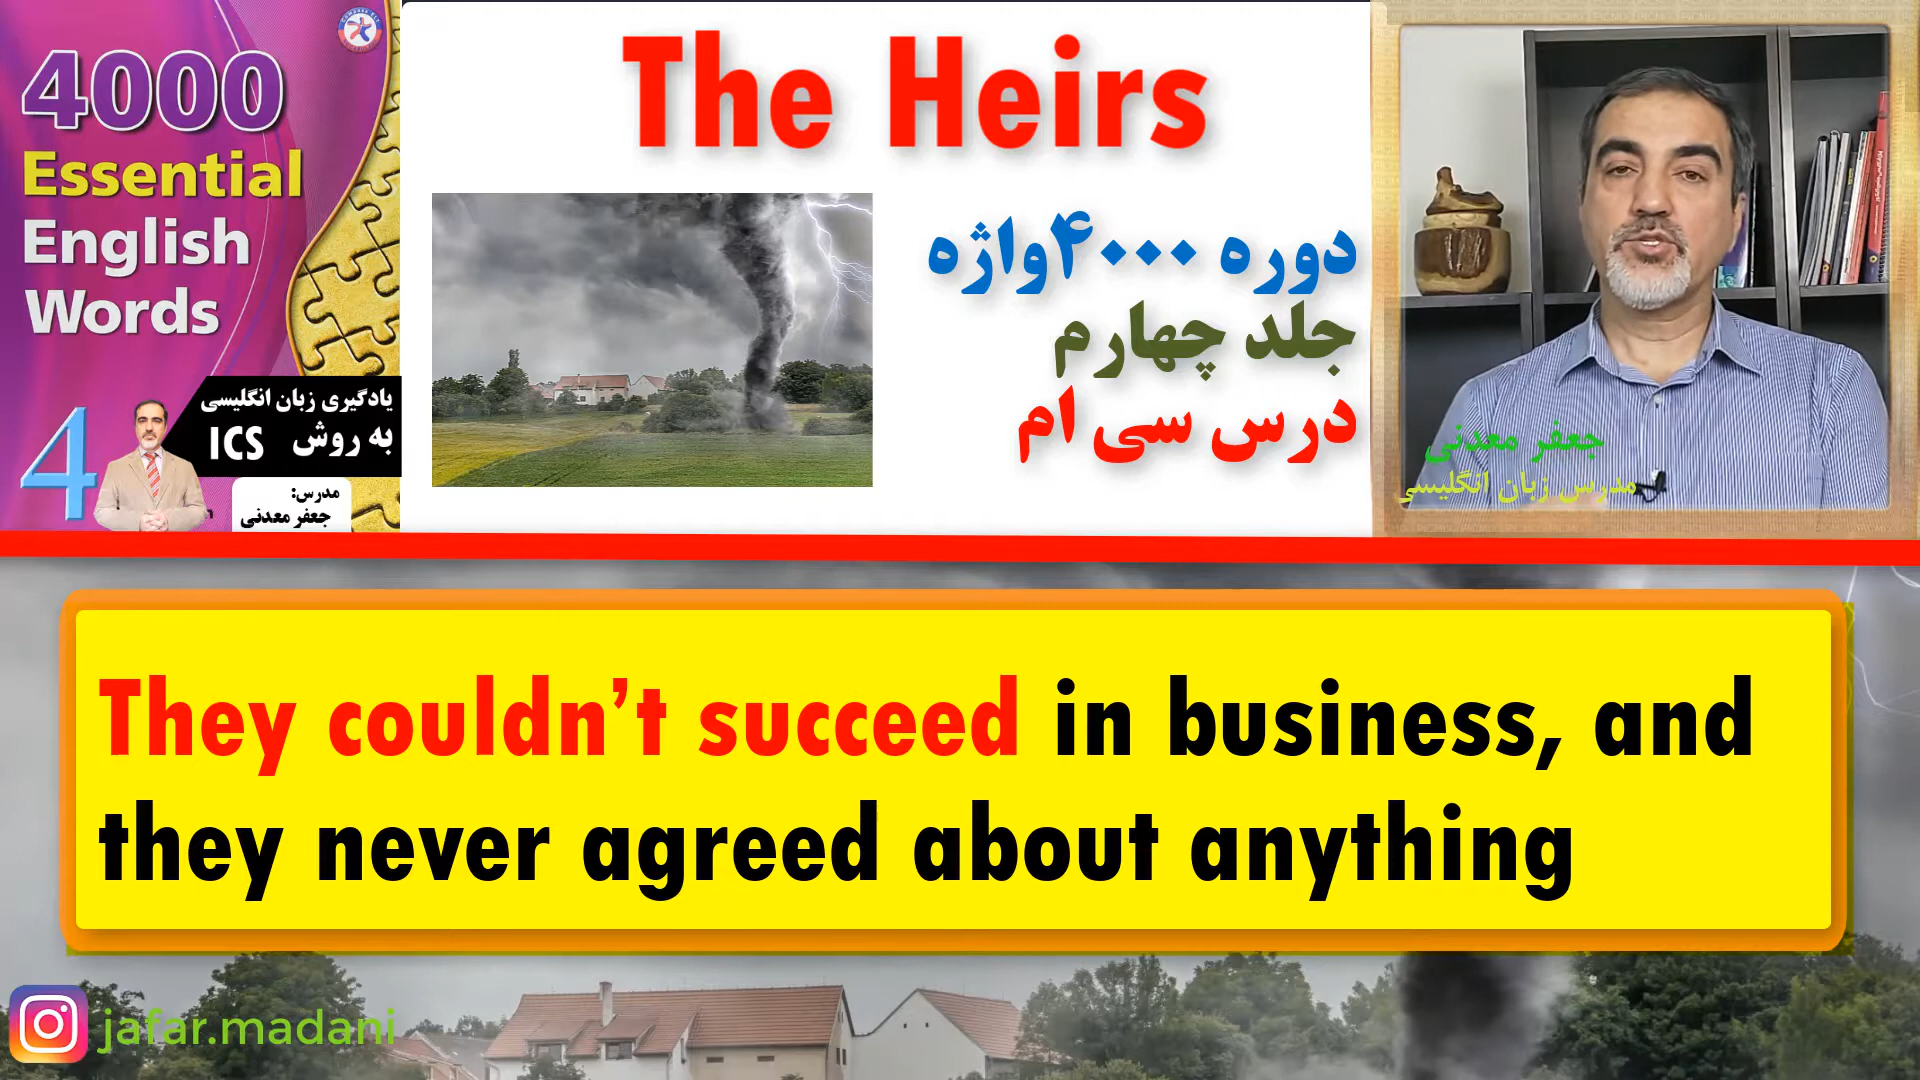 4000
Essential
English
Words
4
یادگیری زبان انگلیسی
به روش ICS
مدرس:
جعفر معدنی
The Heirs
دوره ۴۰۰۰واژه
جلد چهارم
درس سی ام
جعفر معدنی
مدرس زبان انگلیسی
They couldn’t succeed in business, and
they never agreed about anything
jafar.madani